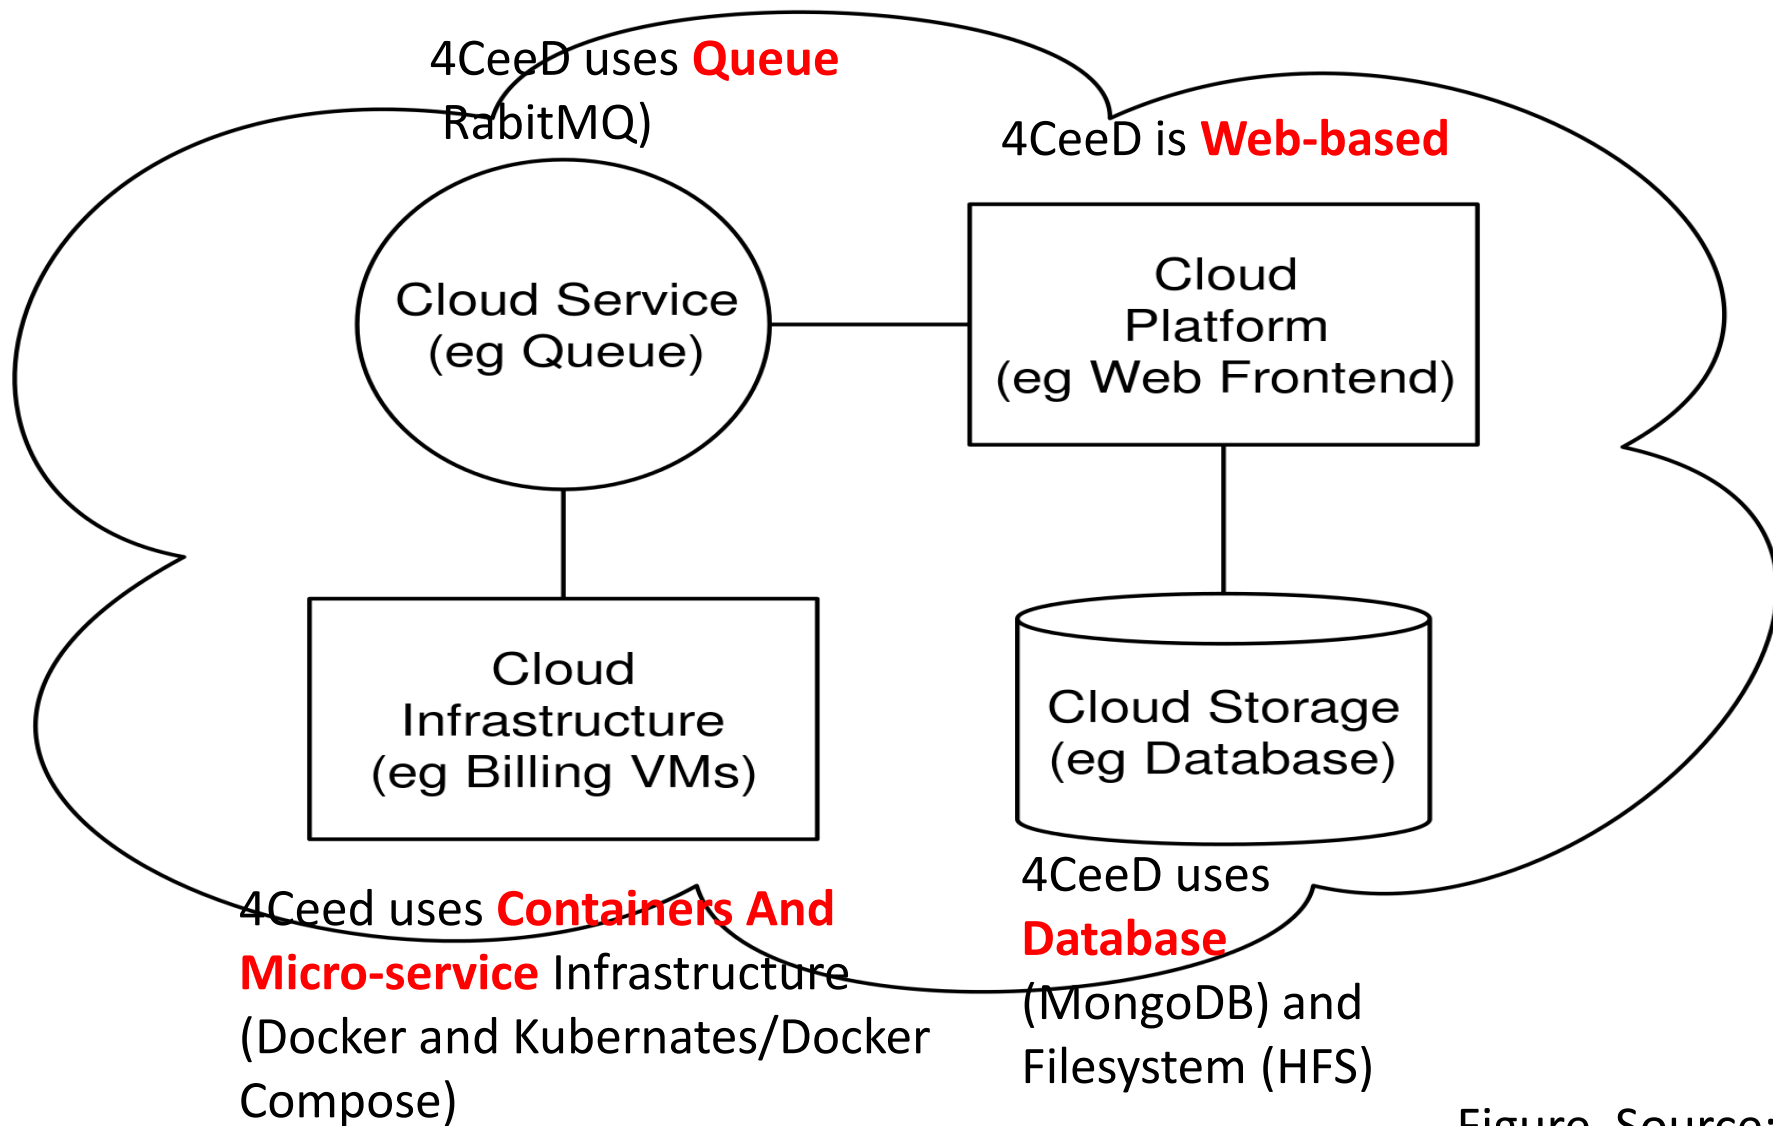 4CeeD uses Queue
RabitMQ)
4CeeD is Web-based
Cloud Service
(eg Queue)
Cloud
Platform
(eg Web Frontend)
Cloud
Infrastructure
(eg Billing VMs)
Cloud Storage
(eg Database)
4Ceed uses Containers And
Micro-service Infrastructure
(Docker and Kubernates/Docker
Compose)
4CeeD uses
Database
(MongoDB) and
Filesystem (HFS)
Figure Source: